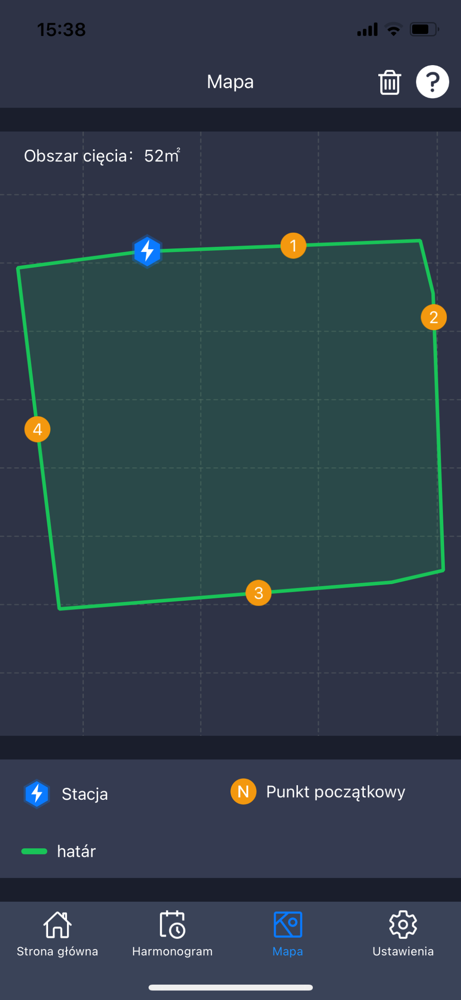 15:38
Mapa
?
Obszar cięcia: 52㎡
1
2
4
3
Stacja
N Punkt początkowy
határ
Strona główna
Harmonogram
Mapa
Ustawienia